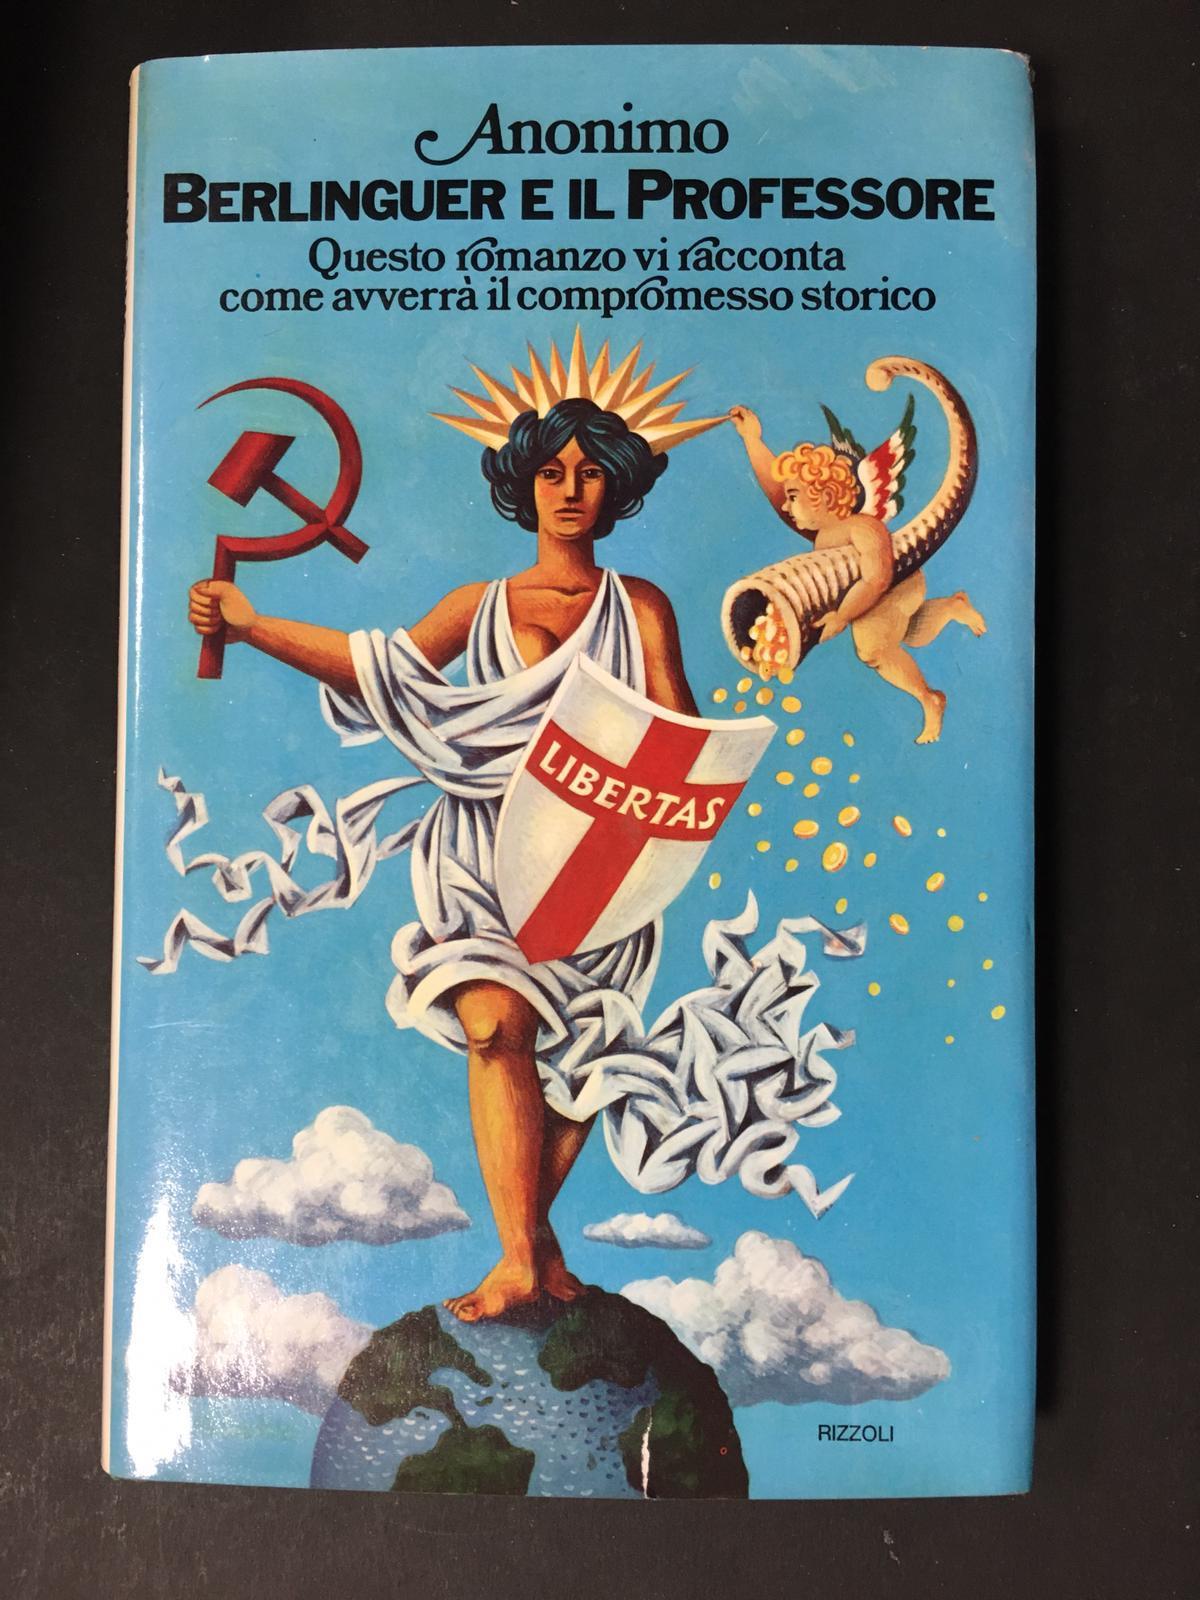 Anonimo
BERLINGUER E IL PROFESSORE
Questo romanzo vi racconta
come avverrà il compromesso storico
LIBERTAS
RIZZOLI